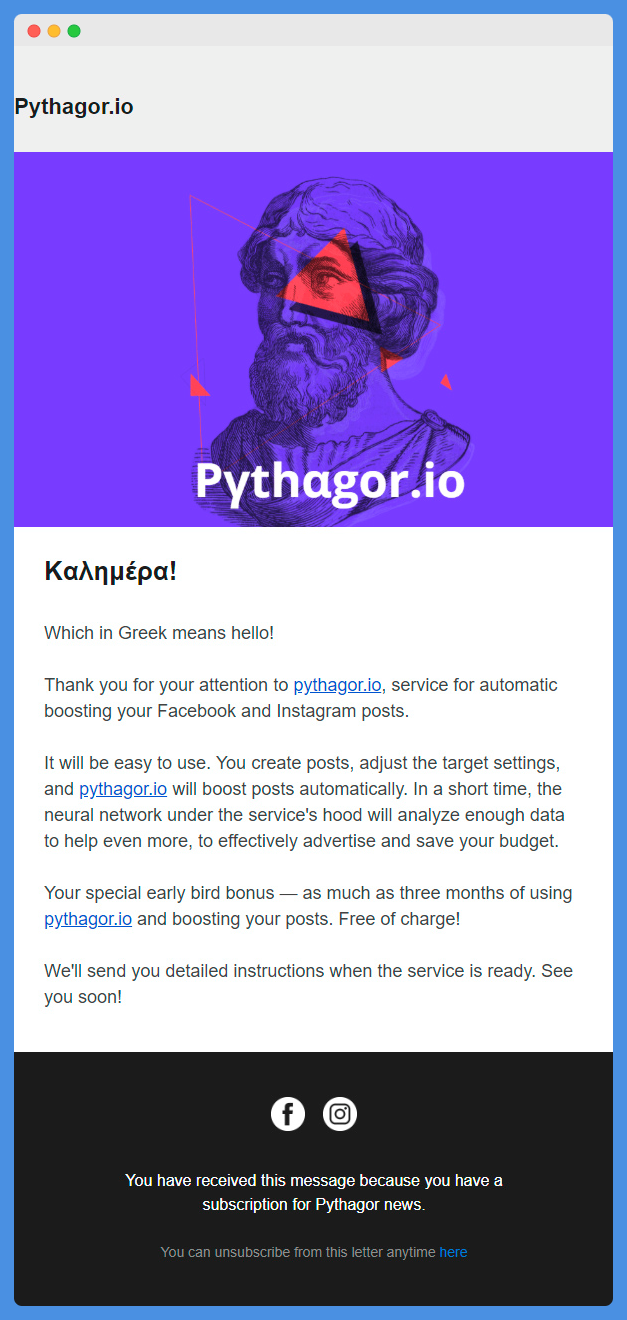 Pythagor.io
Pythagor.io
Καλημέρα!
Which in Greek means hello!
Thank you for your attention to pythagor.io, service for automatic
boosting your Facebook and Instagram posts.
It will be easy to use. You create posts, adjust the target settings,
and pythagor.io will boost posts automatically. In a short time, the
neural network under the service's hood will analyze enough data
to help even more, to effectively advertise and save your budget.
Your special early bird bonus — as much as three months of using
pythagor.io and boosting your posts. Free of charge!
We'll send you detailed instructions when the service is ready. See
you soon!
You have received this message because you have a
subscription for Pythagor news.
You can unsubscribe from this letter anytime here